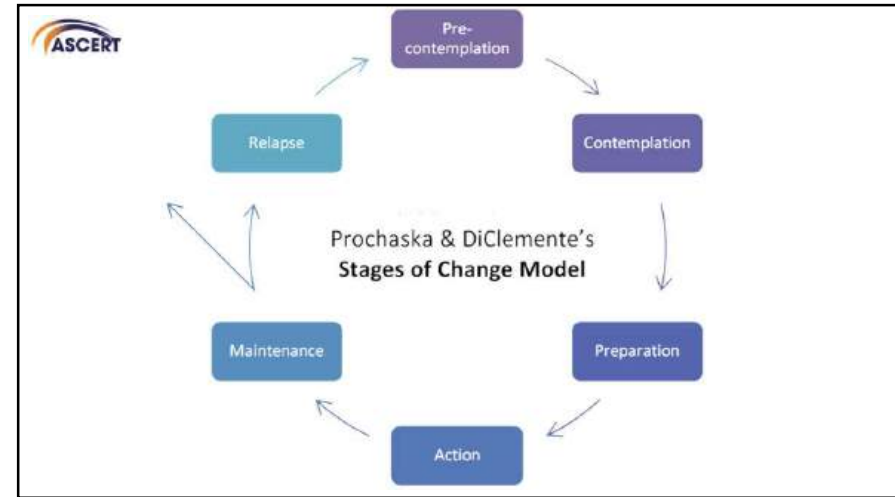 ASCERT
Pre-
contemplation
Contemplation
Preparation
Action
Maintenance
Relapse
Prochaska & DiClemente's
Stages of Change Model